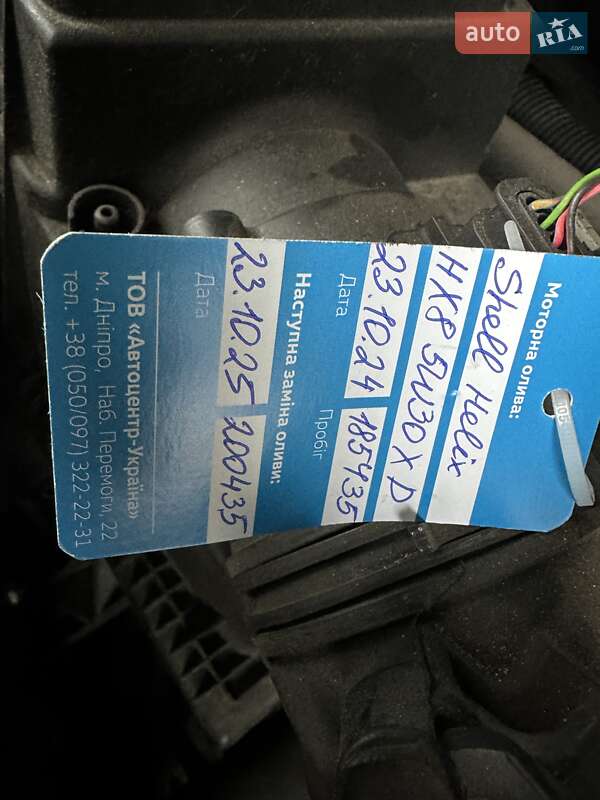 auto RIA .com
Моторна олива:
Shell Helix
HX8 5W30 X D
Дата Пробіг
23.10.24 185435
Наступна заміна оливи:
Дата
23.10.25 200435
ТОВ «Автоцентр-Україна»
м. Дніпро, Наб. Перемоги, 22
тел. +38 (050/097) 322-22-31